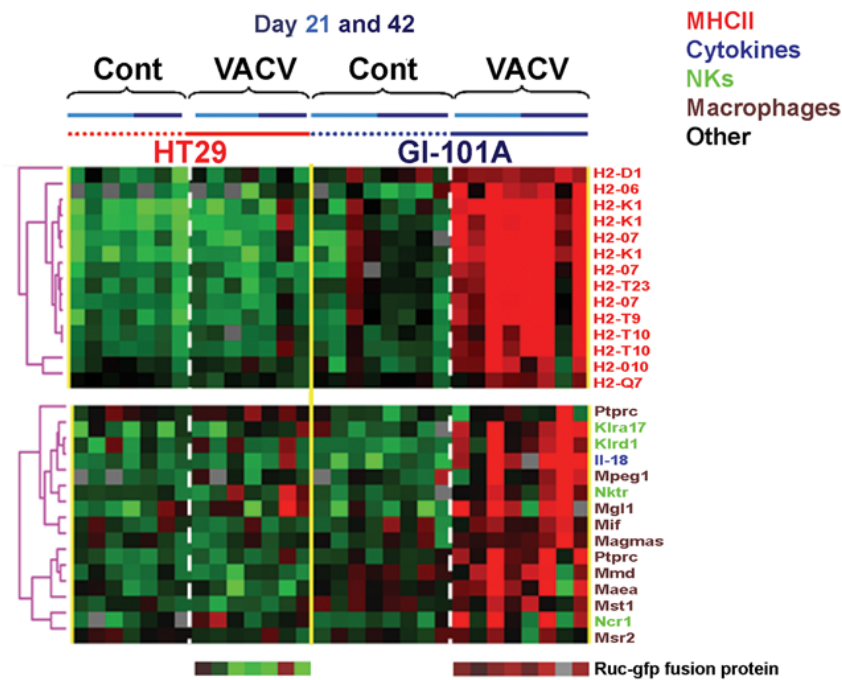 Day 21 and 42
MHCII
Cytokines
NKs
Macrophages
Other
Cont VACV Cont VACV
HT29 GI-101A
H2-D1
H2-06
H2-K1
H2-K1
H2-07
H2-K1
H2-07
H2-T23
H2-07
H2-T9
H2-T10
H2-T10
H2-010
H2-Q7
Ptprc
Klra17
Klrd1
Il-18
Mpeg1
Nktr
Mgl1
Mif
Magmas
Ptprc
Mmd
Maea
Mst1
Ncr1
Msr2
Ruc-gfp fusion protein